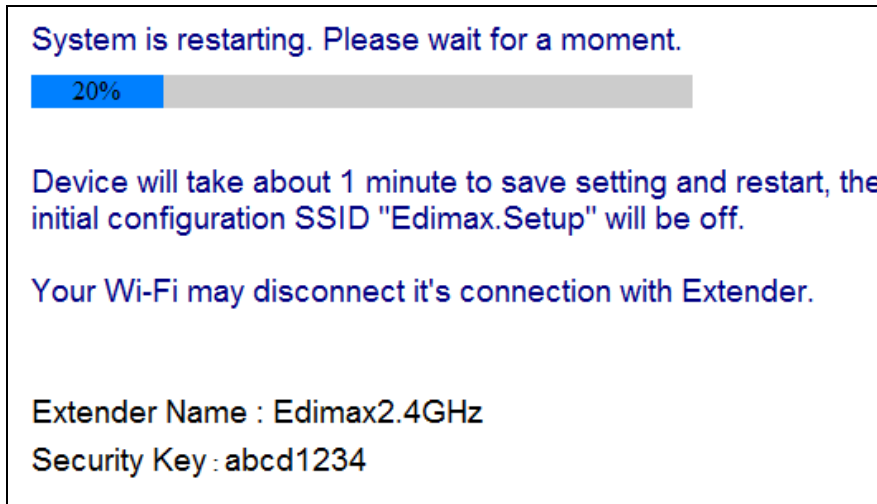 System is restarting. Please wait for a moment.
20%
Device will take about 1 minute to save setting and restart, the
initial configuration SSID "Edimax.Setup" will be off.
Your Wi-Fi may disconnect it's connection with Extender.
Extender Name : Edimax2.4GHz
Security Key : abcd1234